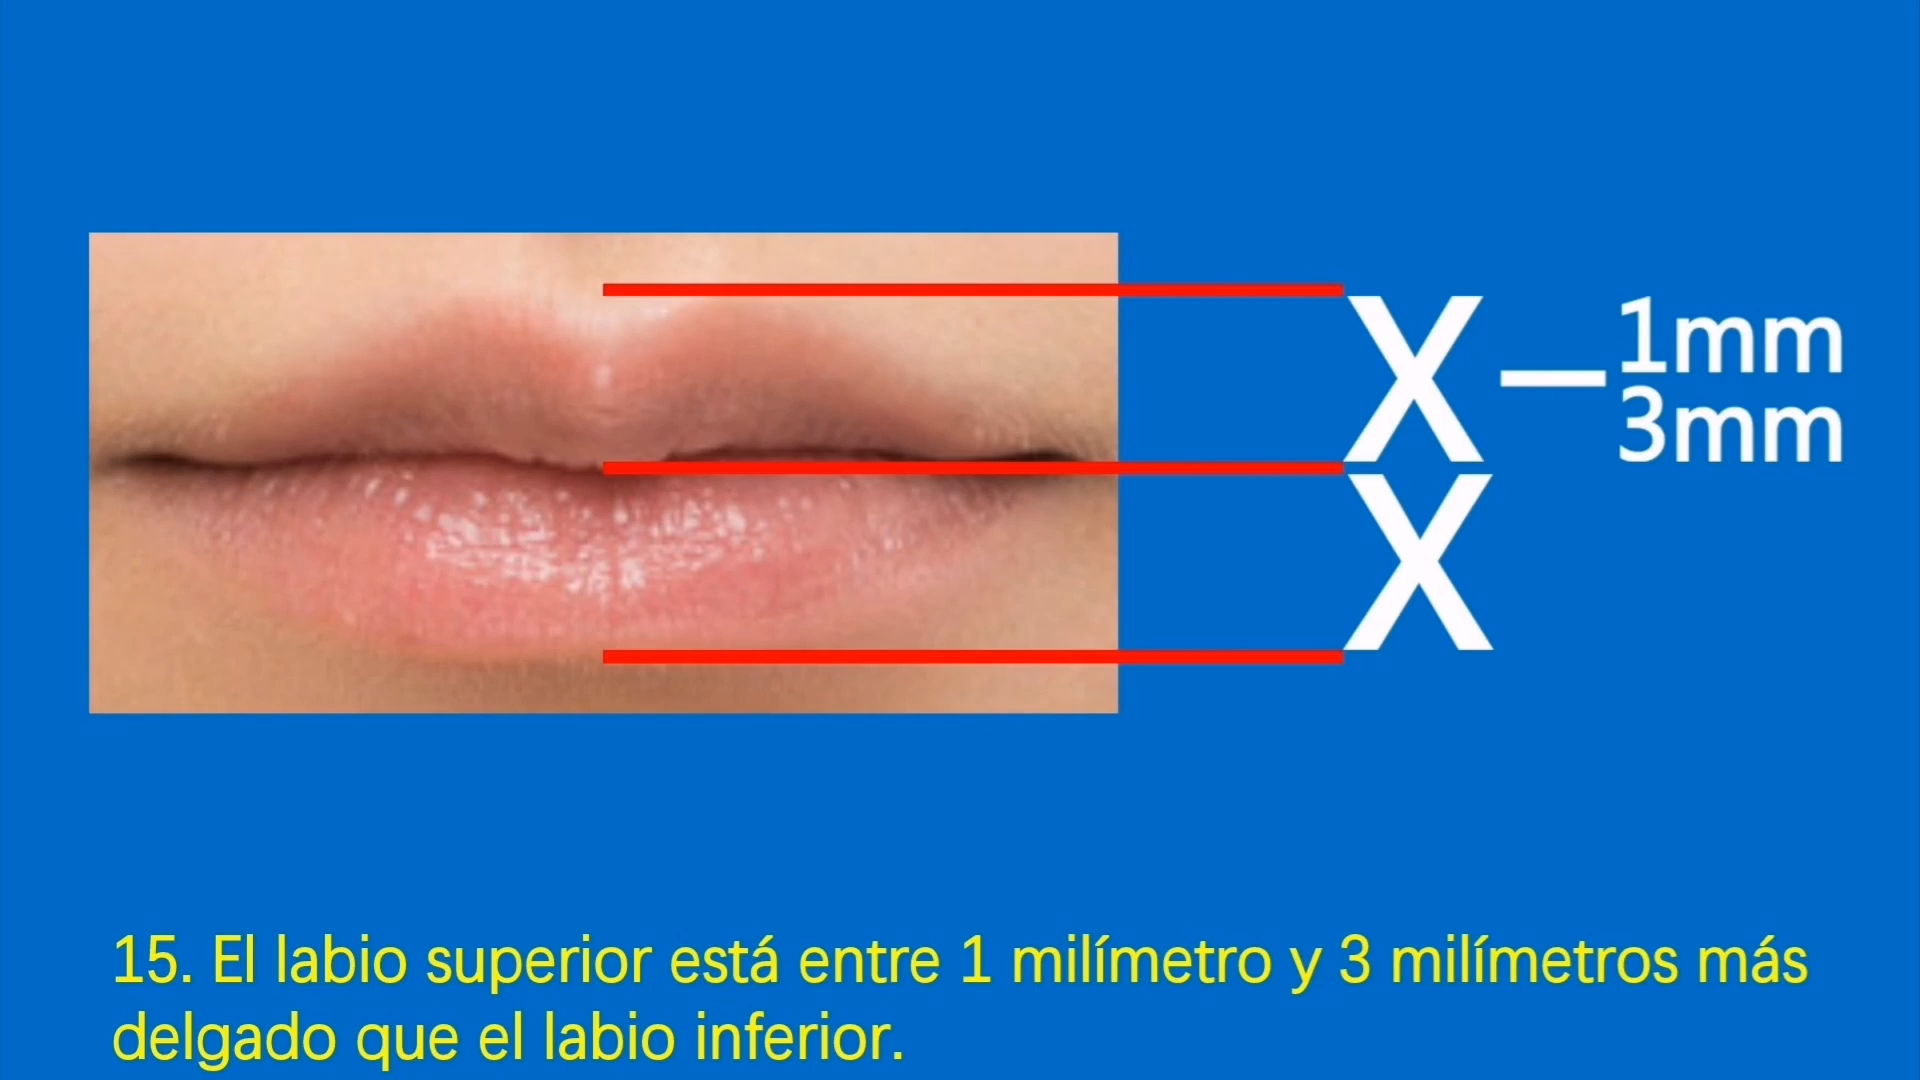 X
—
1mm
3mm
X
15. El labio superior está entre 1 milímetro y 3 milímetros más
delgado que el labio inferior.